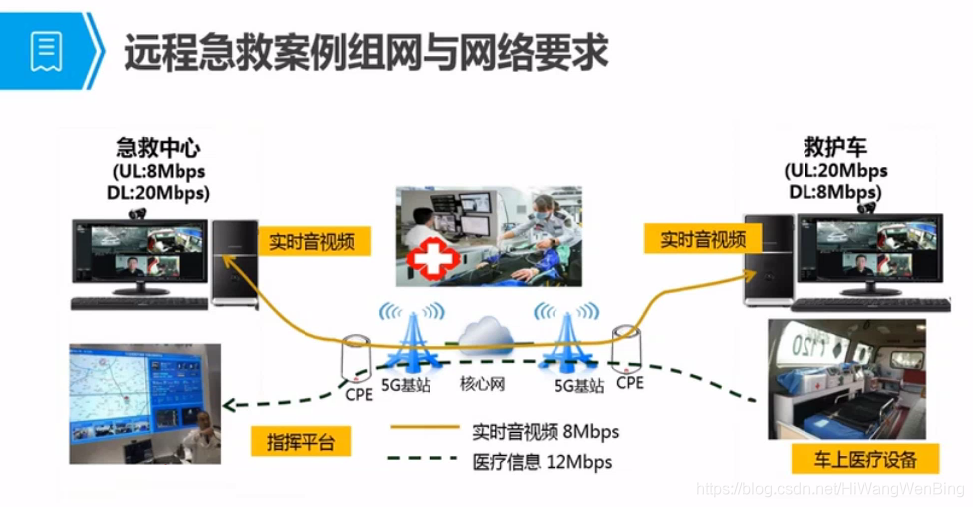 远程急救案例组网与网络要求
急救中心
(UL:8Mbps
DL:20Mbps)
救护车
(UL:20Mbps
DL:8Mbps)
实时音视频
实时音视频
CPE
5G基站
核心网
5G基站
CPE
指挥平台
实时音视频 8Mbps
医疗信息 12Mbps
车上医疗设备
120
https://blog.csdn.net/HiWangWenBing